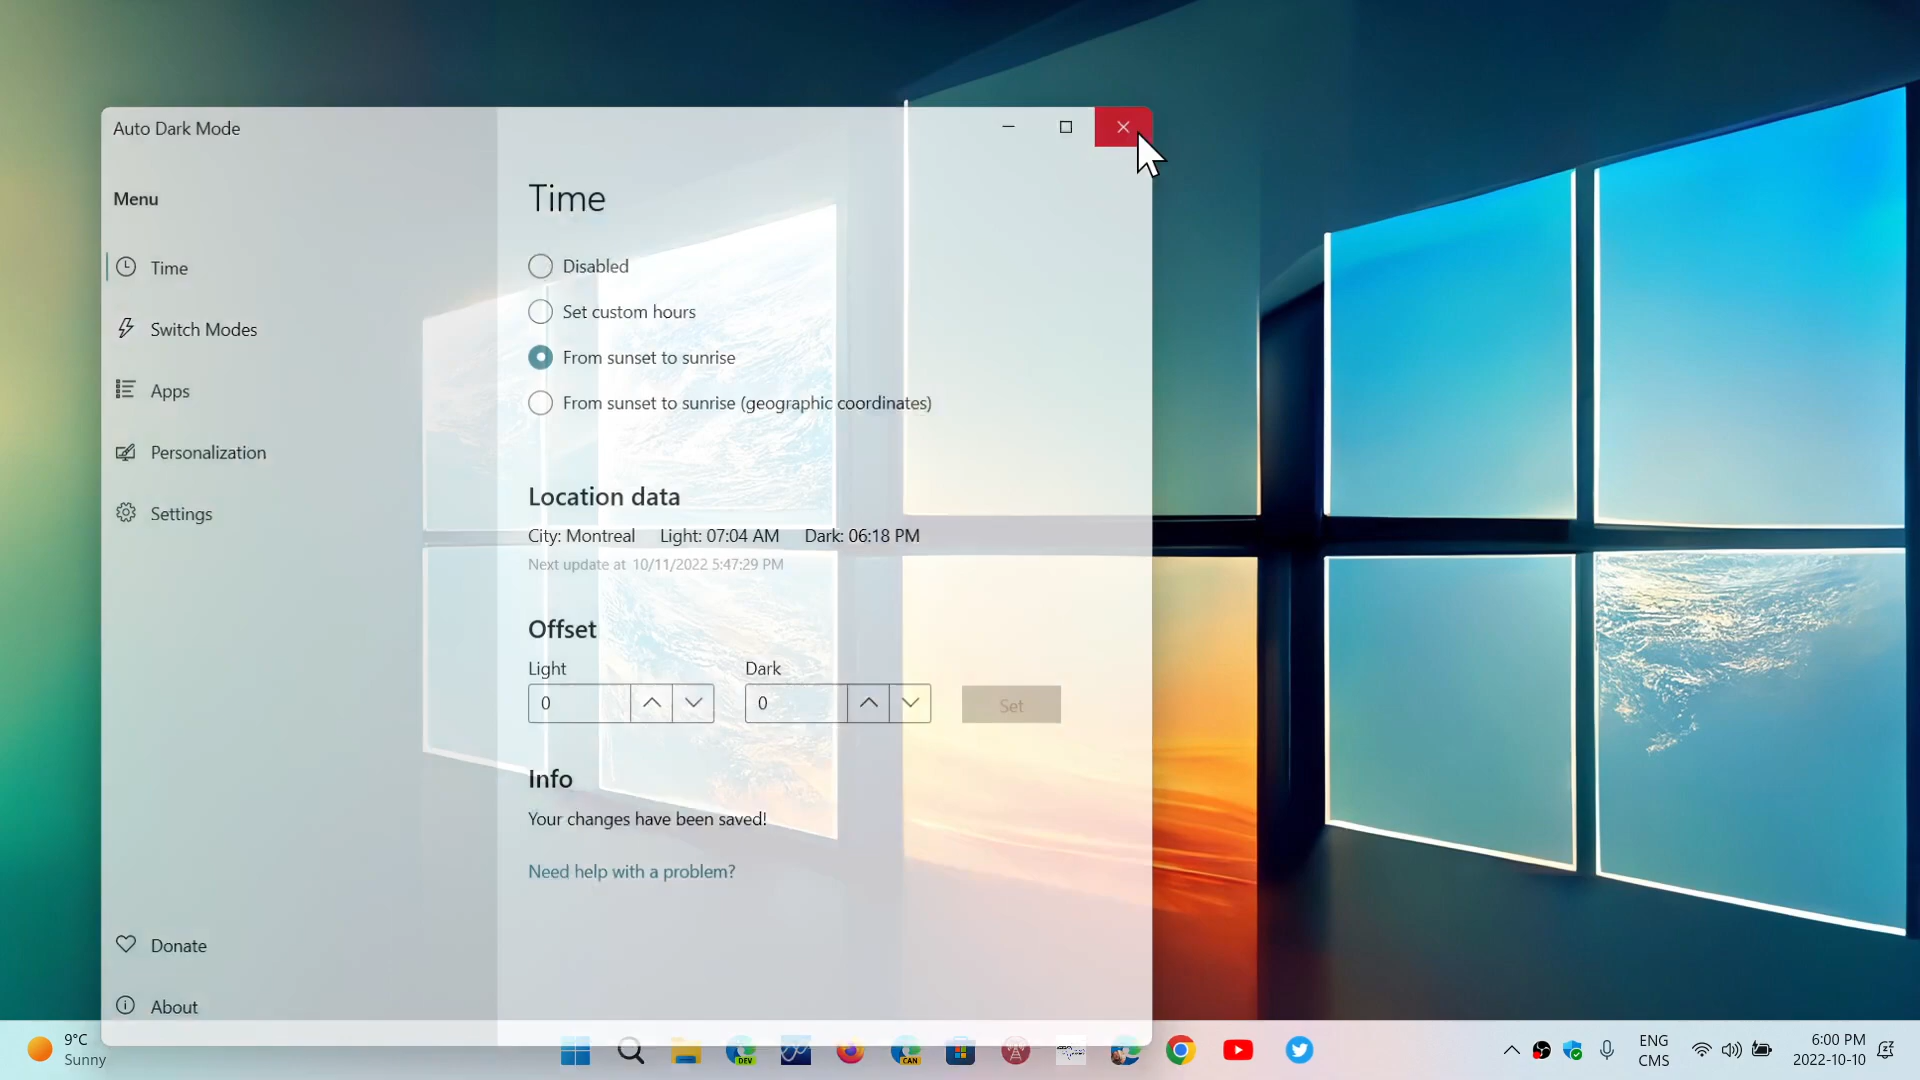 Auto Dark Mode
Menu
Time
Switch Modes
Apps
Personalization
Settings
Donate
About
Time
Disabled
Set custom hours
From sunset to sunrise
From sunset to sunrise (geographic coordinates)
Location data
City: Montreal Light: 07:04 AM Dark: 06:18 PM
Next update at 10/11/2022 5:47:29 PM
Offset
Light Dark
0 0 Set
Info
Your changes have been saved!
Need help with a problem?
9°C
Sunny
DEV
CAN
ENG
CMS
6:00 PM
2022-10-10